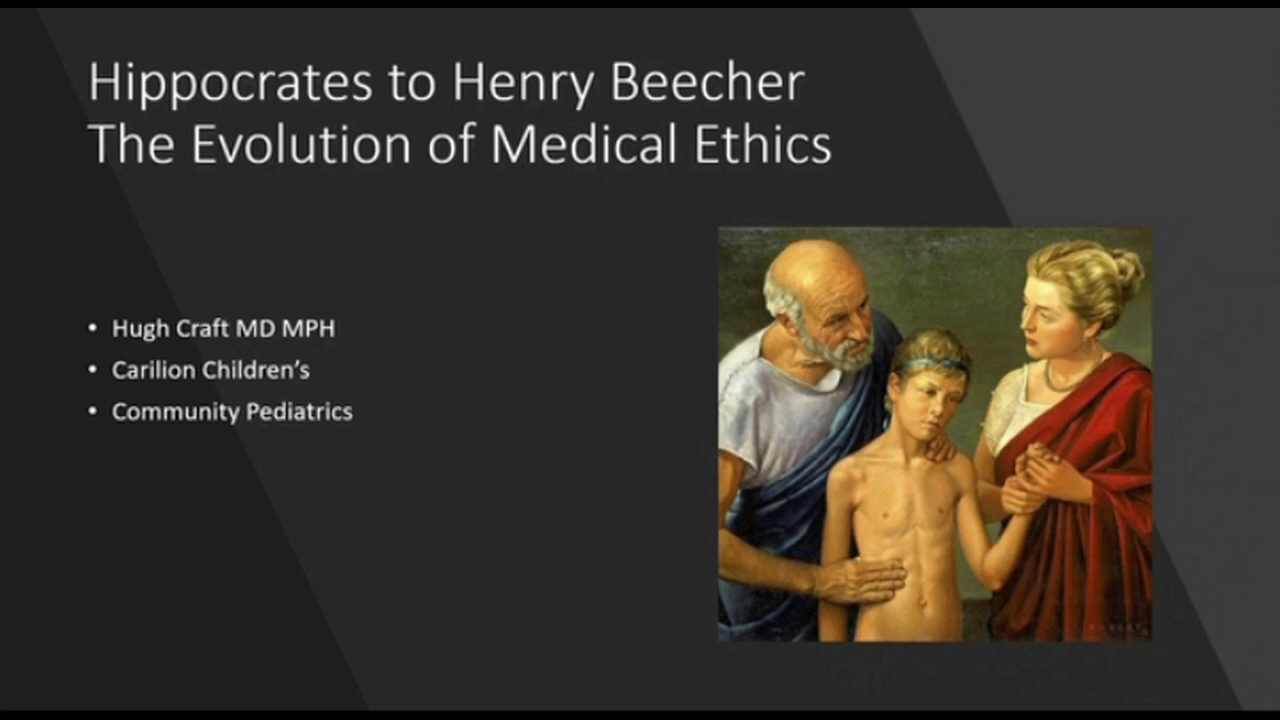 Hippocrates to Henry Beecher
The Evolution of Medical Ethics
• Hugh Craft MD MPH
• Carilion Children's
• Community Pediatrics